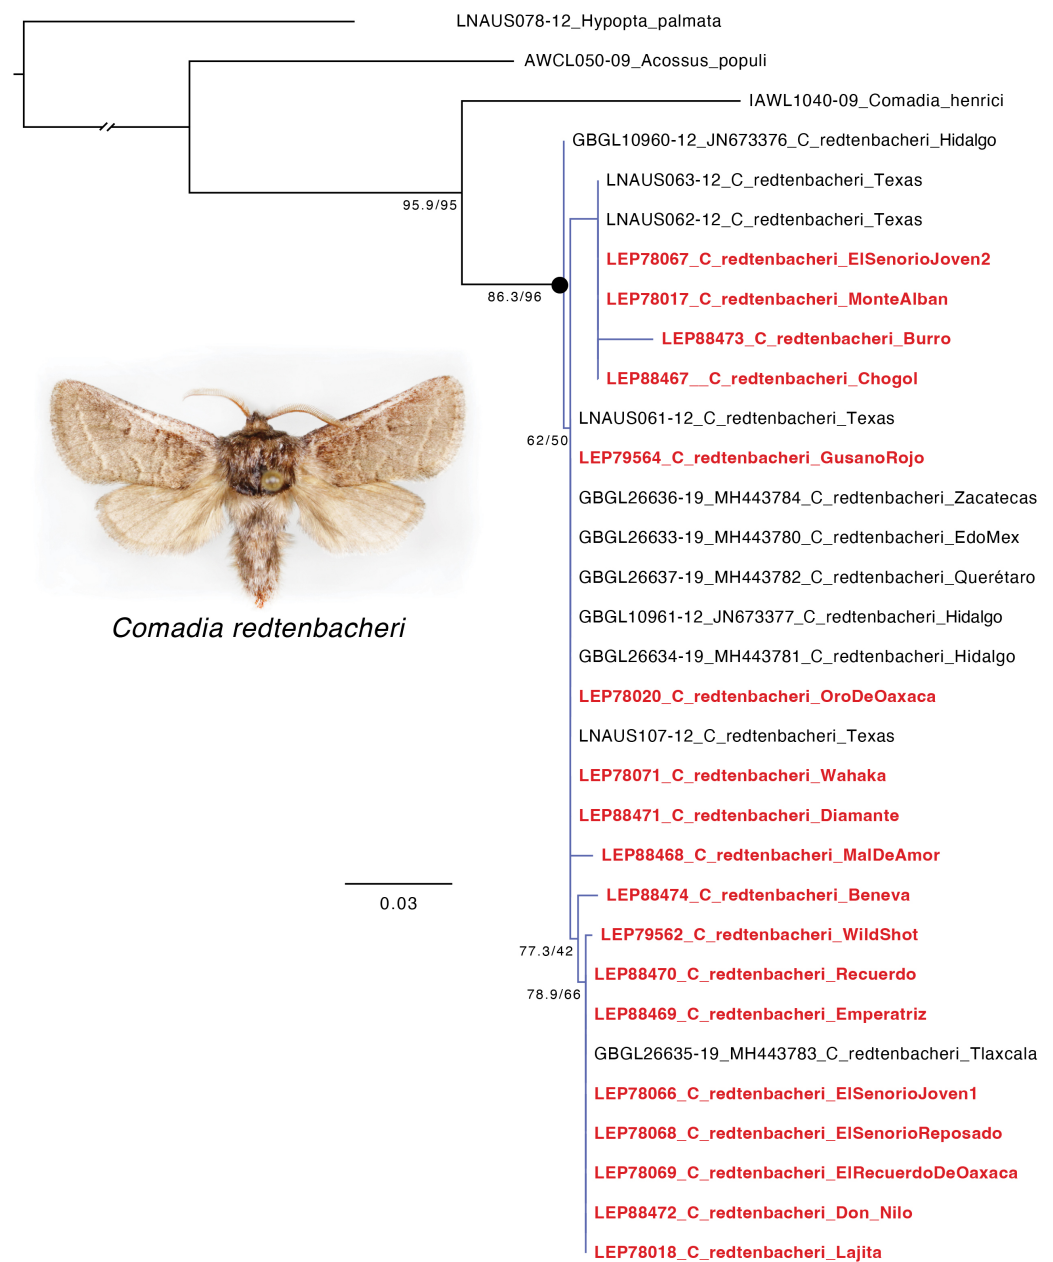 LNAUS078-12_Hypopta_palmata
AWCL050-09_Acossus_populi
IAWL1040-09_Comadia_henrici
GBGL10960-12_JN673376_C_redtenbacheri_Hidalgo
LNAUS063-12_C_redtenbacheri_Texas
95.9/95
LNAUS062-12_C_redtenbacheri_Texas
LEP78067_C_redtenbacheri_ElSenorioJoven2
86.3/96
LEP78017_C_redtenbacheri_MonteAlban
LEP88473_C_redtenbacheri_Burro
LEP88467__C_redtenbacheri_Chogol
LNAUS061-12_C_redtenbacheri_Texas
62/50
LEP79564_C_redtenbacheri_GusanoRojo
GBGL26636-19_MH443784_C_redtenbacheri_Zacatecas
GBGL26633-19_MH443780_C_redtenbacheri_EdoMex
GBGL26637-19_MH443782_C_redtenbacheri_Querétaro
GBGL10961-12_JN673377_C_redtenbacheri_Hidalgo
Comadia redtenbacheri
GBGL26634-19_MH443781_C_redtenbacheri_Hidalgo
LEP78020_C_redtenbacheri_OroDeOaxaca
LNAUS107-12_C_redtenbacheri_Texas
LEP78071_C_redtenbacheri_Wahaka
LEP88471_C_redtenbacheri_Diamante
LEP88468_C_redtenbacheri_MalDeAmor
0.03
LEP88474_C_redtenbacheri_Beneva
LEP79562_C_redtenbacheri_WildShot
77.3/42
LEP88470_C_redtenbacheri_Recuerdo
78.9/66
LEP88469_C_redtenbacheri_Emperatriz
GBGL26635-19_MH443783_C_redtenbacheri_Tlaxcala
LEP78066_C_redtenbacheri_ElSenorioJoven1
LEP78068_C_redtenbacheri_ElSenorioReposado
LEP78069_C_redtenbacheri_ElRecuerdoDeOaxaca
LEP88472_C_redtenbacheri_Don_Nilo
LEP78018_C_redtenbacheri_Lajita